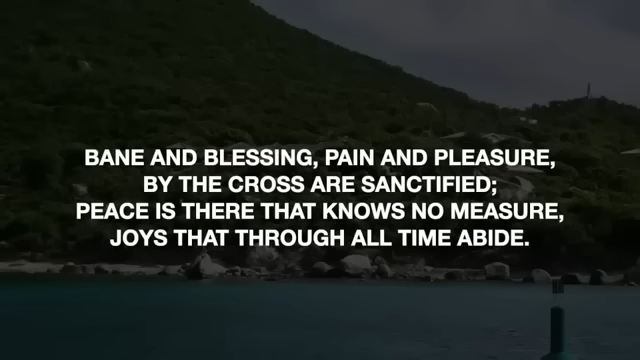 BANE AND BLESSING, PAIN AND PLEASURE,
BY THE CROSS ARE SANCTIFIED;
PEACE IS THERE THAT KNOWS NO MEASURE,
JOYS THAT THROUGH ALL TIME ABIDE.